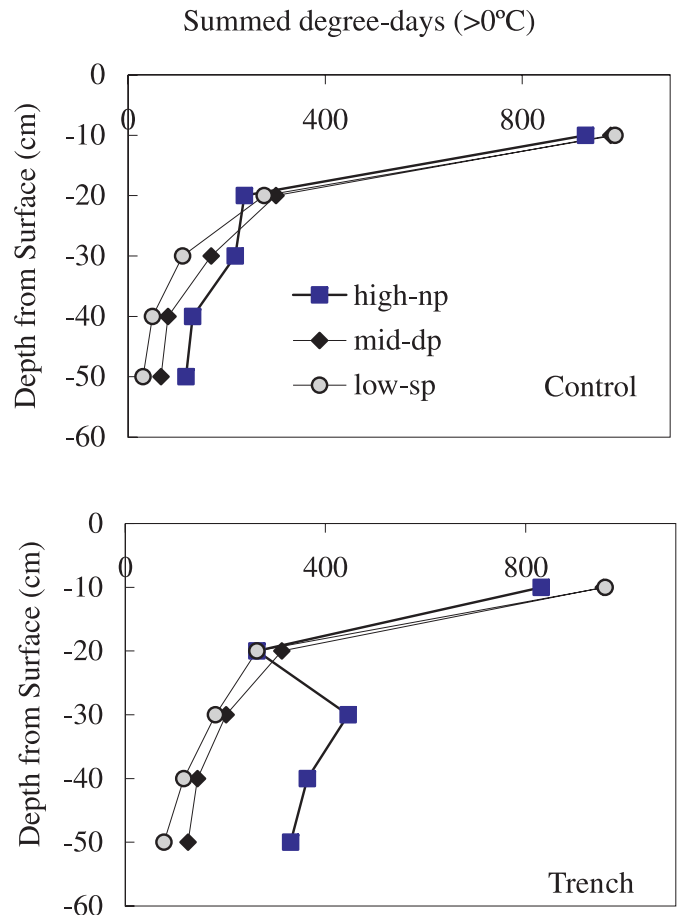 Summed degree-days (>0ºC)
0
0
400
800
-10
-20
-30
-40
-50
-60
Depth from Surface (cm)
high-np
mid-dp
low-sp
Control
0
0
400
800
-10
-20
-30
-40
-50
-60
Depth from Surface (cm)
Trench